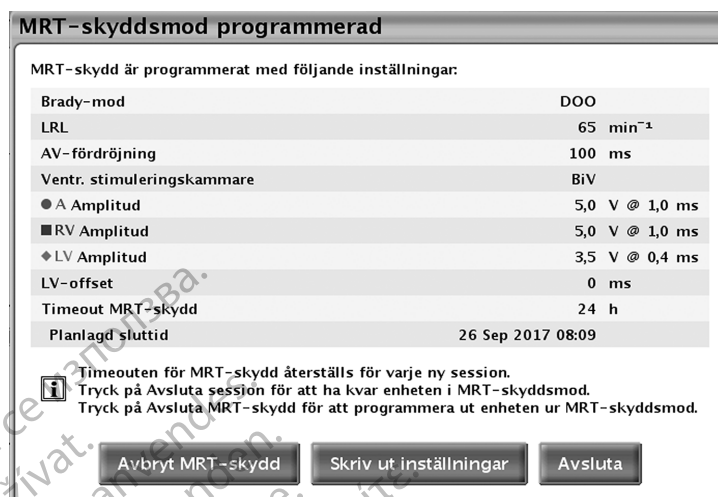 MRT-skyddsmod programmerad
MRT-skydd är programmerat med följande inställningar:
Brady-mod DOO
LRL 65 min⁻¹
AV-fördröjning 100 ms
Ventr. stimuleringskammare BiV
● A Amplitud 5,0 V @ 1,0 ms
■ RV Amplitud 5,0 V @ 1,0 ms
◆ LV Amplitud 3,5 V @ 0,4 ms
LV-offset 0 ms
Timeout MRT-skydd 24 h
Planlagd sluttid 26 Sep 2017 08:09
Timeouten för MRT-skydd återställs för varje ny session.
Tryck på Avsluta session för att ha kvar enheten i MRT-skyddsmod.
Tryck på Avsluta MRT-skydd för att programmera ut enheten ur MRT-skyddsmod.
Avbryt MRT-skydd Skriv ut inställningar Avsluta
се използва.